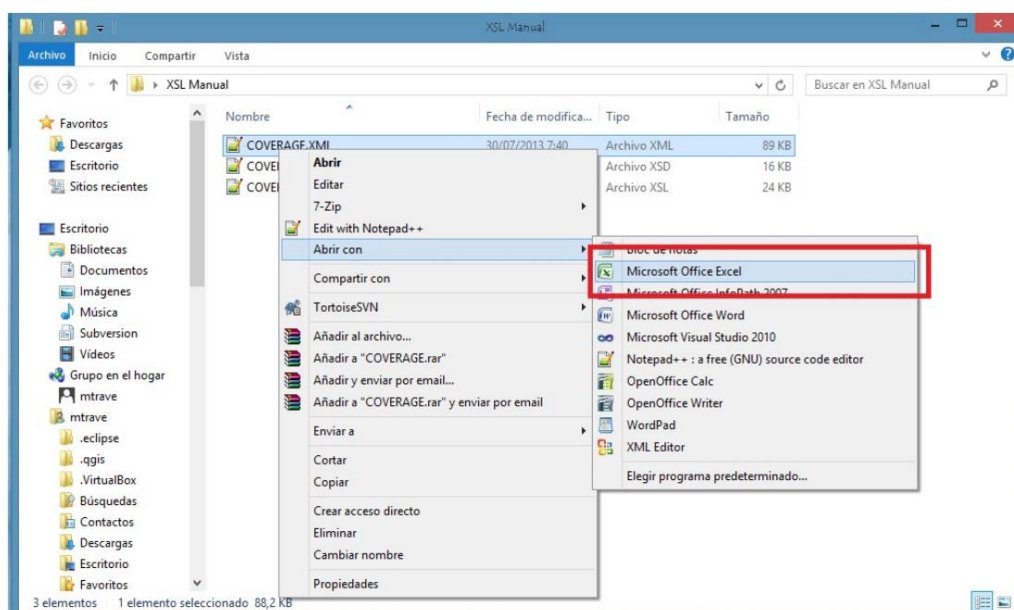 XSL Manual
Archivo Inicio Compartir Vista
XSL Manual
Buscar en XSL Manual
Nombre Fecha de modifica... Tipo Tamaño
COVERAGE.XML 30/07/2013 7:40 Archivo XML 89 KB
COVE Archivo XSD 16 KB
COVE Archivo XSL 24 KB
Favoritos
Descargas
Escritorio
Sitios recientes
Escritorio
Bibliotecas
Documentos
Imágenes
Música
Subversion
Vídeos
Grupo en el hogar
mtrave
mtrave
.eclipse
.qgis
.VirtualBox
Búsquedas
Contactos
Descargas
Escritorio
Favoritos
Abrir
Editar
7-Zip
Edit with Notepad++
Abrir con
Compartir con
TortoiseSVN
Añadir al archivo...
Añadir a "COVERAGE.rar"
Añadir y enviar por email...
Añadir a "COVERAGE.rar" y enviar por email
Enviar a
Cortar
Copiar
Crear acceso directo
Eliminar
Cambiar nombre
Propiedades
Bloc de notas
Microsoft Office Excel
Microsoft Office InfoPath 2007
Microsoft Office Word
Microsoft Visual Studio 2010
Notepad++ : a free (GNU) source code editor
OpenOffice Calc
OpenOffice Writer
WordPad
XML Editor
Elegir programa predeterminado...
3 elementos 1 elemento seleccionado 88,2 KB